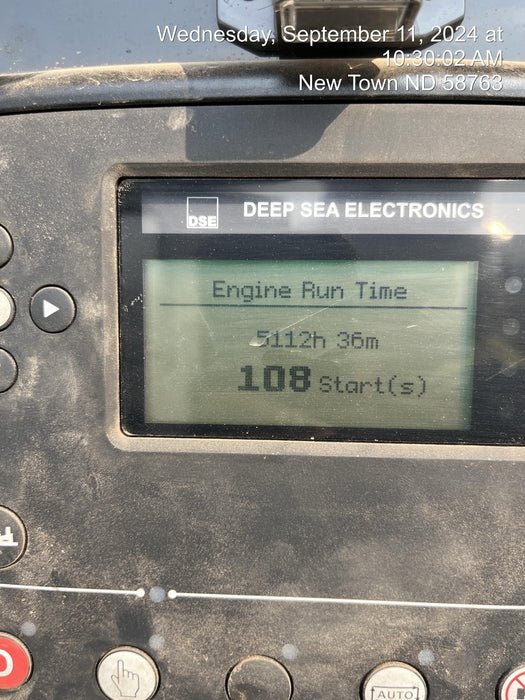 Wednesday, September 11, 2024 at
10:30:02 AM
New Town ND 58763
DSE
DEEP SEA ELECTRONICS
Engine Run Time
5112h 36m
108 Start(s)
AUTO